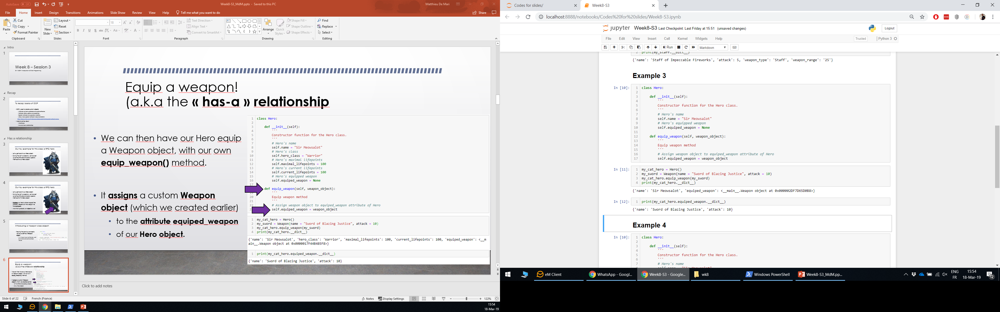 AutoSave Off
Week8-S3_MdM.pptx - Saved to this PC
Matthieu De Mari
File Home Insert Design Transitions Animations Slide Show Review View Help Tell me what you want to do
Share
Paste
Cut
Copy
Format Painter
Clipboard
New Slide
Layout
Reset
Section
Slides
18
Font
Text Direction
Align Text
Convert to SmartArt
Paragraph
Arrange
Quick Styles
Shape Fill
Shape Outline
Shape Effects
Drawing
Find
Replace
Select
Editing
Intro
1
Week 8 – Session 3
Recap
2
To recap: basics of OOP
Has a relationship
3
Our toy example for this class: a RPG hero
4
Our toy example for this class: a RPG hero
5
Introducing a Weapon class object!
6
Equip a weapon!
(a.k.a the « has-a » relationship
Equip a weapon!
(a.k.a the « has-a » relationship
• We can then have our Hero equip
a Weapon object, with our own
equip_weapon() method.
• It assigns a custom Weapon
object (which we created earlier)
• to the attribute equiped_weapon
• of our Hero object.
1 class Hero:
2
3 def __init__(self):
4 '''
5 Constructor function for the Hero class.
6 '''
7 # Hero's name
8 self.name = "Sir Meowsalot"
9 # Hero's class
10 self.hero_class = "Warrior"
11 # Hero's maximal lifepoints
12 self.maximal_lifepoints = 100
13 # Hero's current lifepoints
14 self.current_lifepoints = 100
15 # Hero's equipped weapon
16 self.equiped_weapon = None
17
def equip_weapon(self, weapon_object):
19 '''
20 Equip weapon method
21 '''
22 # Assign weapon object to equiped_weapon attribute of Hero
2 self.equiped_weapon = weapon_object
1 my_cat_hero = Hero()
2 my_sword = Weapon(name = "Sword of Blazing Justice", attack = 10)
3 my_cat_hero.equip_weapon(my_sword)
4 print(my_cat_hero.__dict__)
{'name': 'Sir Meowsalot', 'hero_class': 'Warrior', 'maximal_lifepoints': 100, 'current_lifepoints': 100, 'equiped_weapon': <__m
ain__.Weapon object at 0x0000017F44B485F8>}
1 print(my_cat_hero.equiped_weapon.__dict__)
{'name': 'Sword of Blazing Justice', 'attack': 10}
Click to add notes
Slide 6 of 22 French (France)
Notes Display Settings 122%
15:54
18-Mar-19
Codes for slides/
Week8-S3
localhost:8888/notebooks/Codes%20for%20slides/Week8-S3.ipynb
jupyter Week8-S3 Last Checkpoint: Last Friday at 15:51 (unsaved changes)
Logout
File Edit View Insert Cell Kernel Widgets Help
Trusted Python 3
Run Markdown
2 print(my_staff.__dict__)
{'name': 'Staff of Impeccable Fireworks', 'attack': 5, 'weapon_type': 'Staff', 'weapon_range': '25'}
Example 3
In [10]: 1 class Hero:
2
3 def __init__(self):
4 '''
5 Constructor function for the Hero class.
6 '''
7 # Hero's name
8 self.name = "Sir Meowsalot"
9 # Hero's equipped weapon
10 self.equiped_weapon = None
11
12 def equip_weapon(self, weapon_object):
13 '''
14 Equip weapon method
15 '''
16 # Assign weapon object to equiped_weapon attribute of Hero
17 self.equiped_weapon = weapon_object
In [11]: 1 my_cat_hero = Hero()
2 my_sword = Weapon(name = "Sword of Blazing Justice", attack = 10)
3 my_cat_hero.equip_weapon(my_sword)
4 print(my_cat_hero.__dict__)
{'name': 'Sir Meowsalot', 'equiped_weapon': <__main__.Weapon object at 0x000002DF7D65D0B8>}
In [12]: 1 print(my_cat_hero.equiped_weapon.__dict__)
{'name': 'Sword of Blazing Justice', 'attack': 10}
Example 4
In [10]: 1 class Hero:
2
3 def __init__(self):
4 '''
5 Constructor function for the Hero class.
6 '''
7 # Hero's name
eM Client
WhatsApp - Googl...
Week8-S3 - Google...
wk8
Windows PowerShell
Week8-S3_MdM.pp...
ENG
FR
15:54
18-Mar-19
12